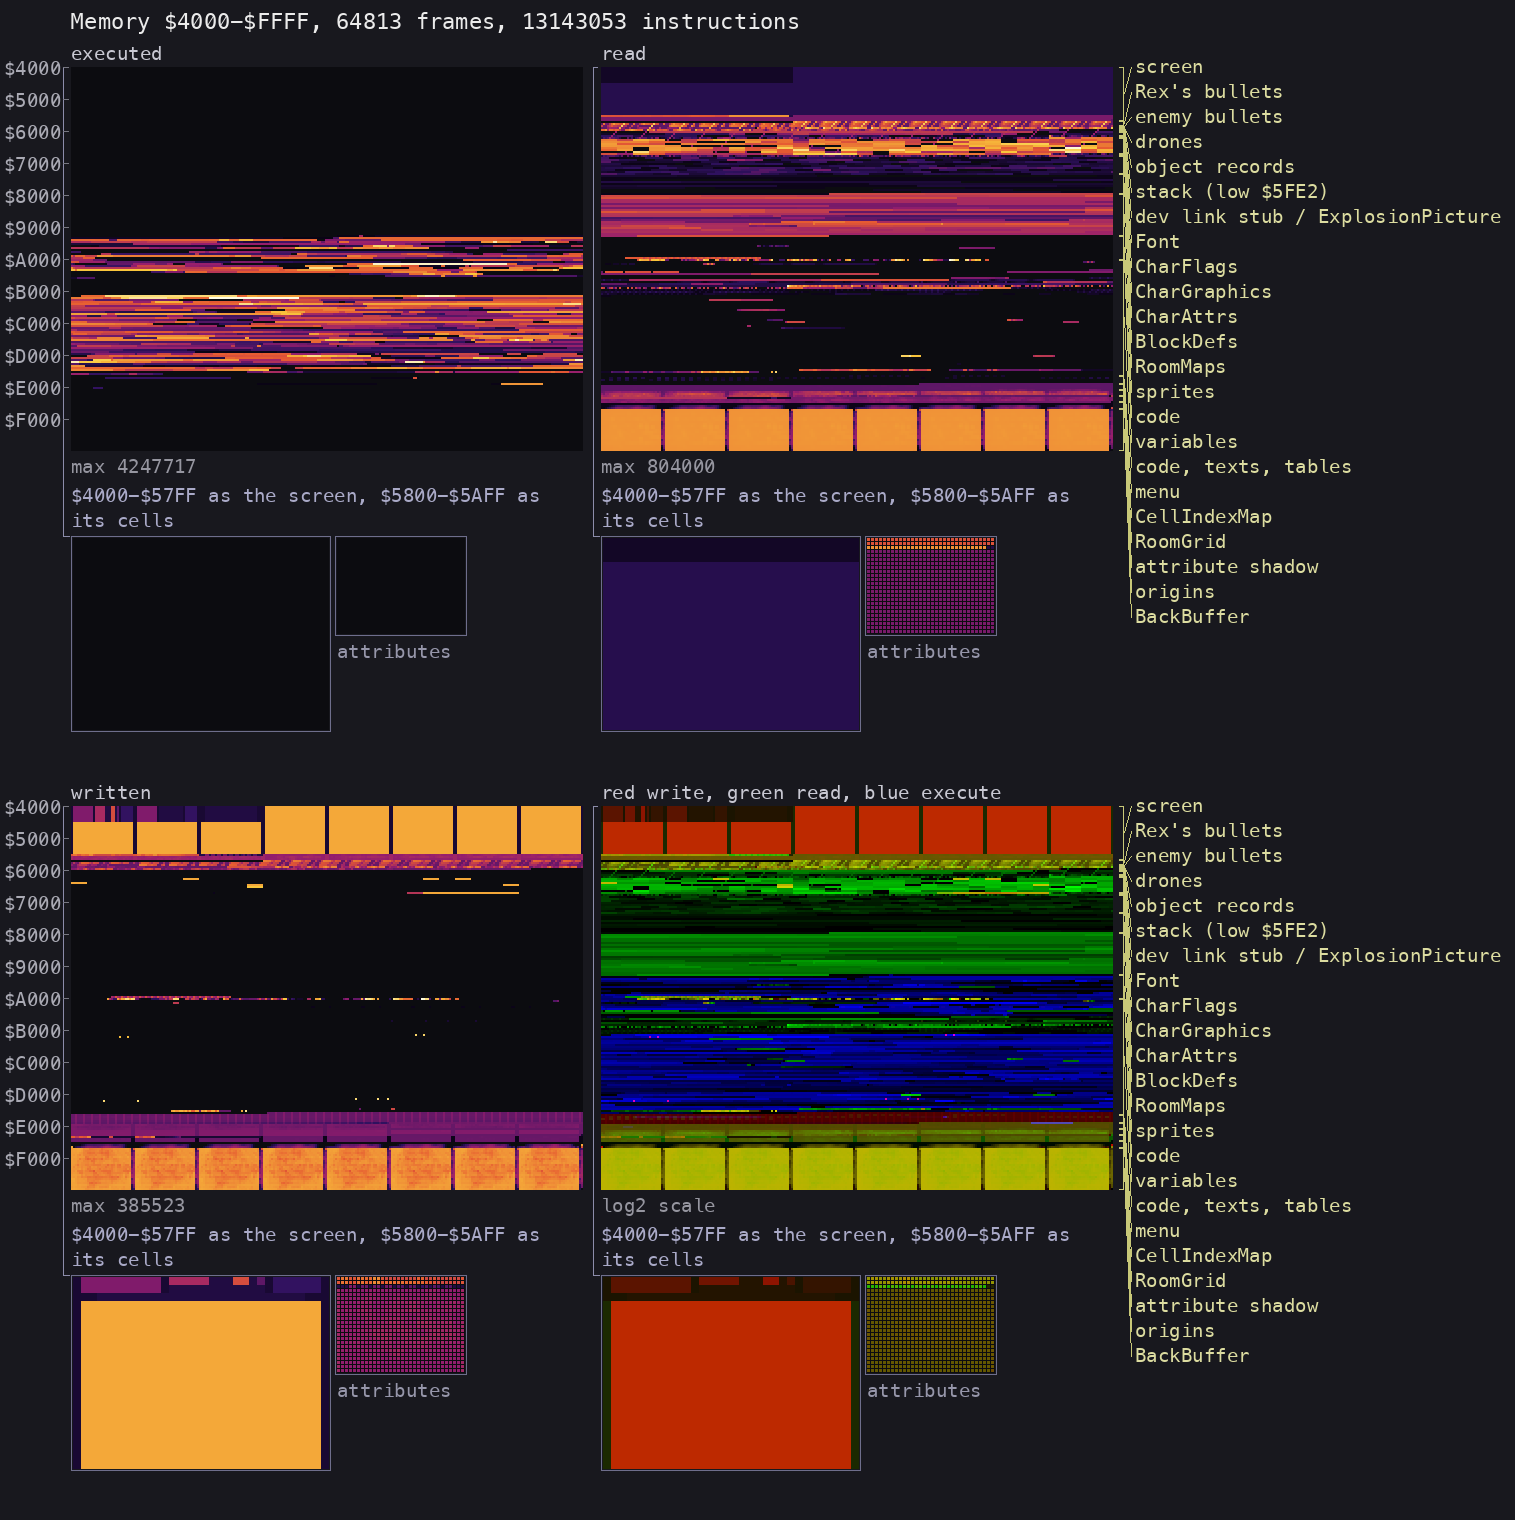 Memory $4000–$FFFF, 64813 frames, 13143053 instructions
executed
read
$4000
$5000
$6000
$7000
$8000
$9000
$A000
$B000
$C000
$D000
$E000
$F000
screen
Rex's bullets
enemy bullets
drones
object records
stack (low $5FE2)
dev link stub / ExplosionPicture
Font
CharFlags
CharGraphics
CharAttrs
BlockDefs
RoomMaps
sprites
code
variables
code, texts, tables
menu
CellIndexMap
RoomGrid
attribute shadow
origins
BackBuffer
max 4247717
$4000–$57FF as the screen, $5800–$5AFF as
its cells
attributes
max 804000
$4000–$57FF as the screen, $5800–$5AFF as
its cells
attributes
written
red write, green read, blue execute
$4000
$5000
$6000
$7000
$8000
$9000
$A000
$B000
$C000
$D000
$E000
$F000
screen
Rex's bullets
enemy bullets
drones
object records
stack (low $5FE2)
dev link stub / ExplosionPicture
Font
CharFlags
CharGraphics
CharAttrs
BlockDefs
RoomMaps
sprites
code
variables
code, texts, tables
menu
CellIndexMap
RoomGrid
attribute shadow
origins
BackBuffer
max 385523
$4000–$57FF as the screen, $5800–$5AFF as
its cells
attributes
log2 scale
$4000–$57FF as the screen, $5800–$5AFF as
its cells
attributes